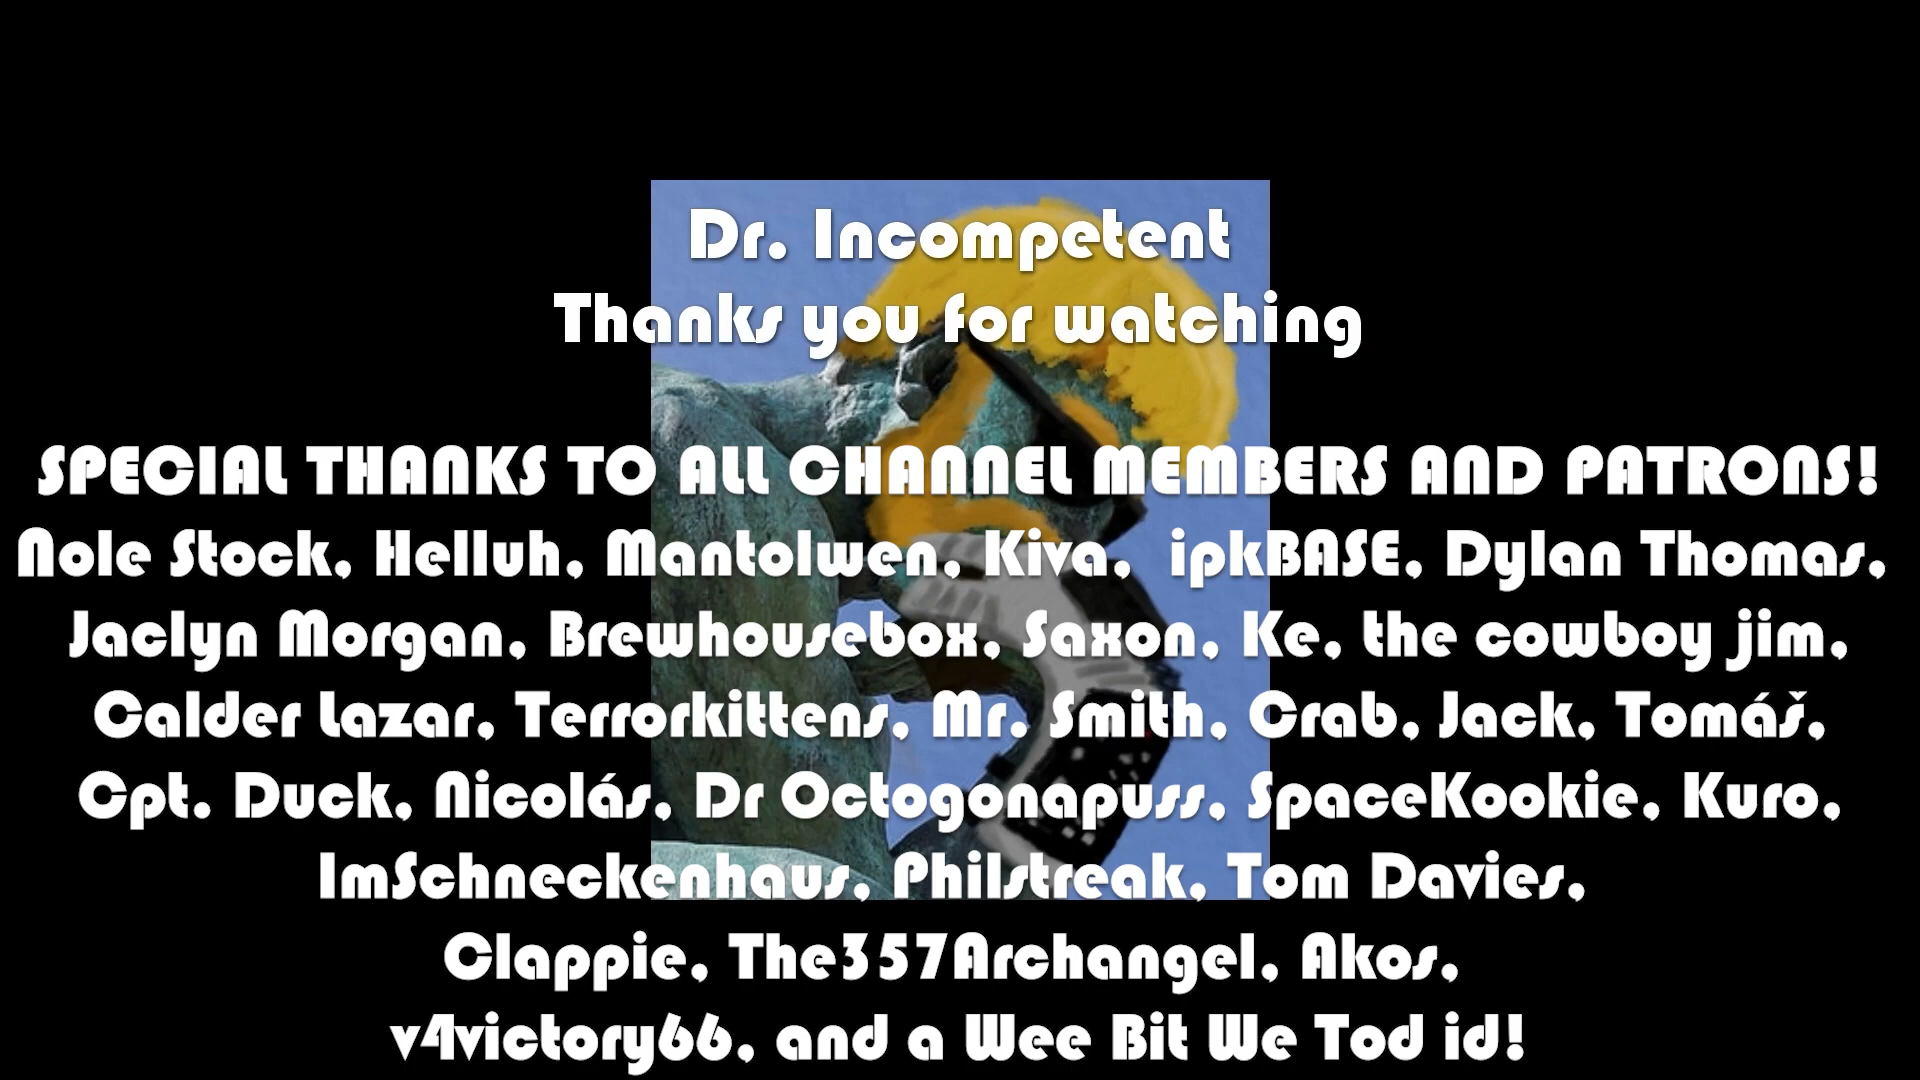 Dr. Incompetent
Thanks you for watching
SPECIAL THANKS TO ALL CHANNEL MEMBERS AND PATRONS!
Nole Stock, Helluh, Mantolwen, Kiva,  ipkBASE, Dylan Thomas,
Jaclyn Morgan, Brewhousebox, Saxon, Ke, the cowboy jim,
Calder Lazar, Terrorkittens, Mr. Smith, Crab, Jack, Tomáš,
Cpt. Duck, Nicolás, Dr Octogonapuss, SpaceKookie, Kuro,
ImSchneckenhaus, Philstreak, Tom Davies,
Clappie, The357Archangel, Akos,
v4victory66, and a Wee Bit We Tod id!